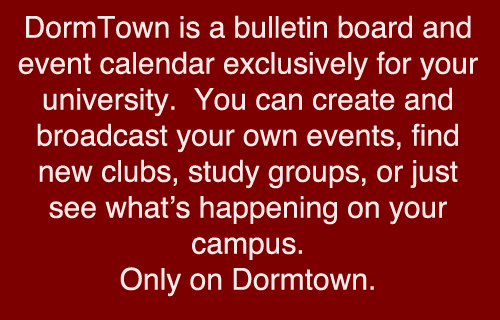 DormTown is a bulletin board and
event calendar exclusively for your
university.  You can create and
broadcast your own events, find
new clubs, study groups, or just
see what’s happening on your
campus.
Only on Dormtown.